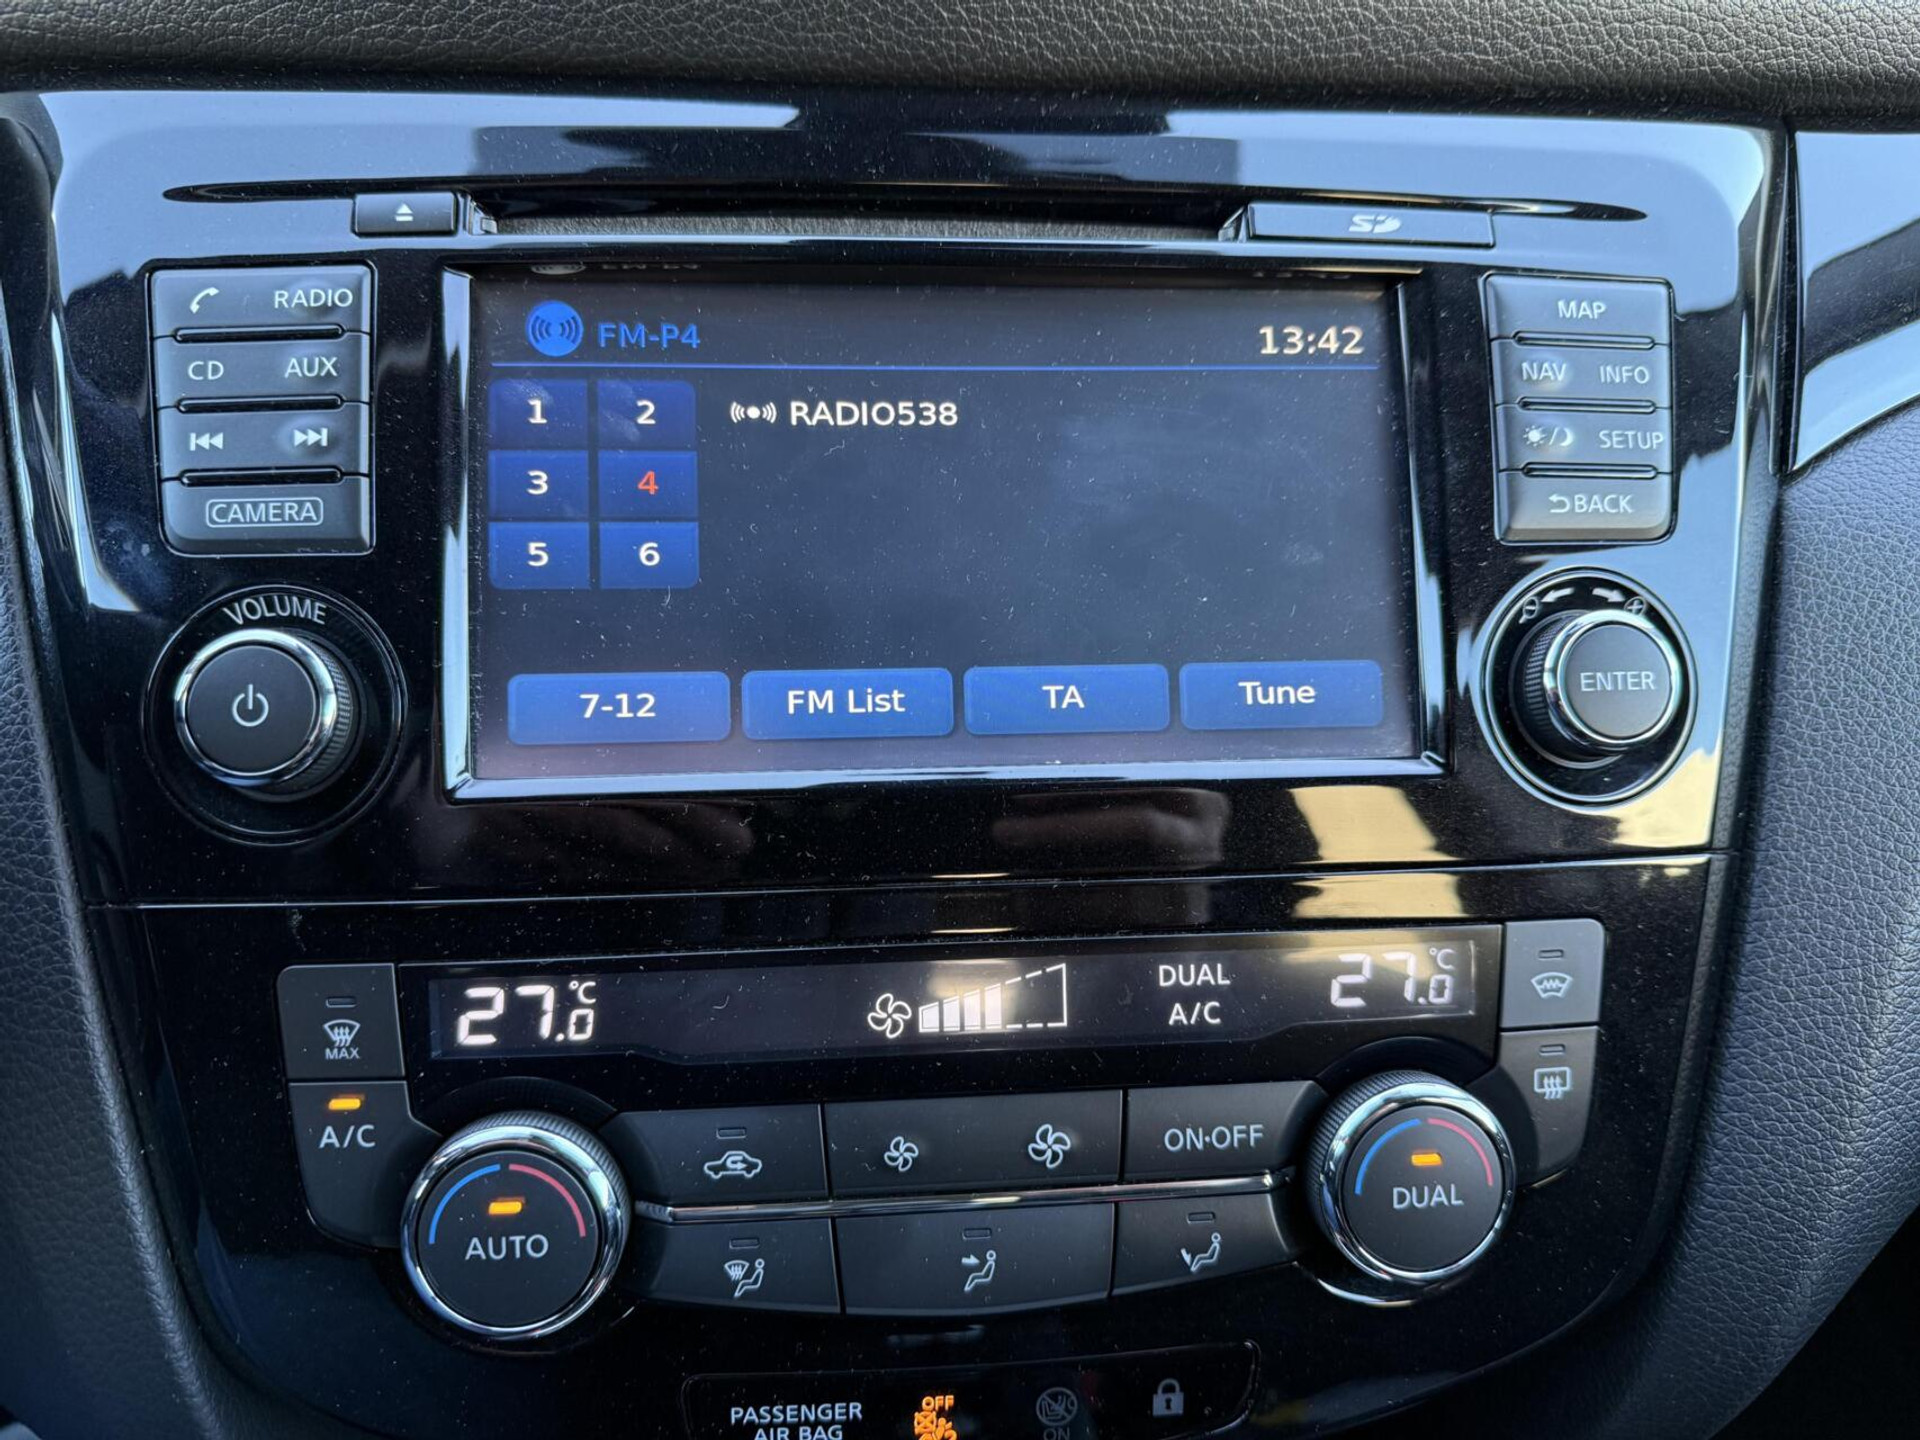 SD
RADIO
CD AUX
CAMERA
VOLUME
FM-P4
13:42
1 2
3 4
5 6
RADIO538
7-12
FM List
TA
Tune
MAP
NAV INFO
SETUP
BACK
ENTER
27.0 °C
DUAL
A/C
27.0 °C
MAX
A/C
AUTO
ON·OFF
DUAL
PASSENGER
AIR BAG
OFF
ON